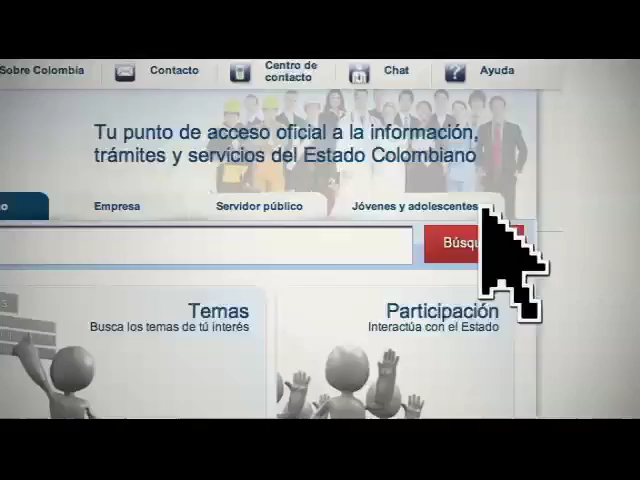 Sobre Colombia
Contacto
Centro de
contacto
Chat
Ayuda
Tu punto de acceso oficial a la información,
trámites y servicios del Estado Colombiano
Empresa
Servidor público
Jóvenes y adolescentes
Temas
Busca los temas de tú interés
Participación
Interactúa con el Estado